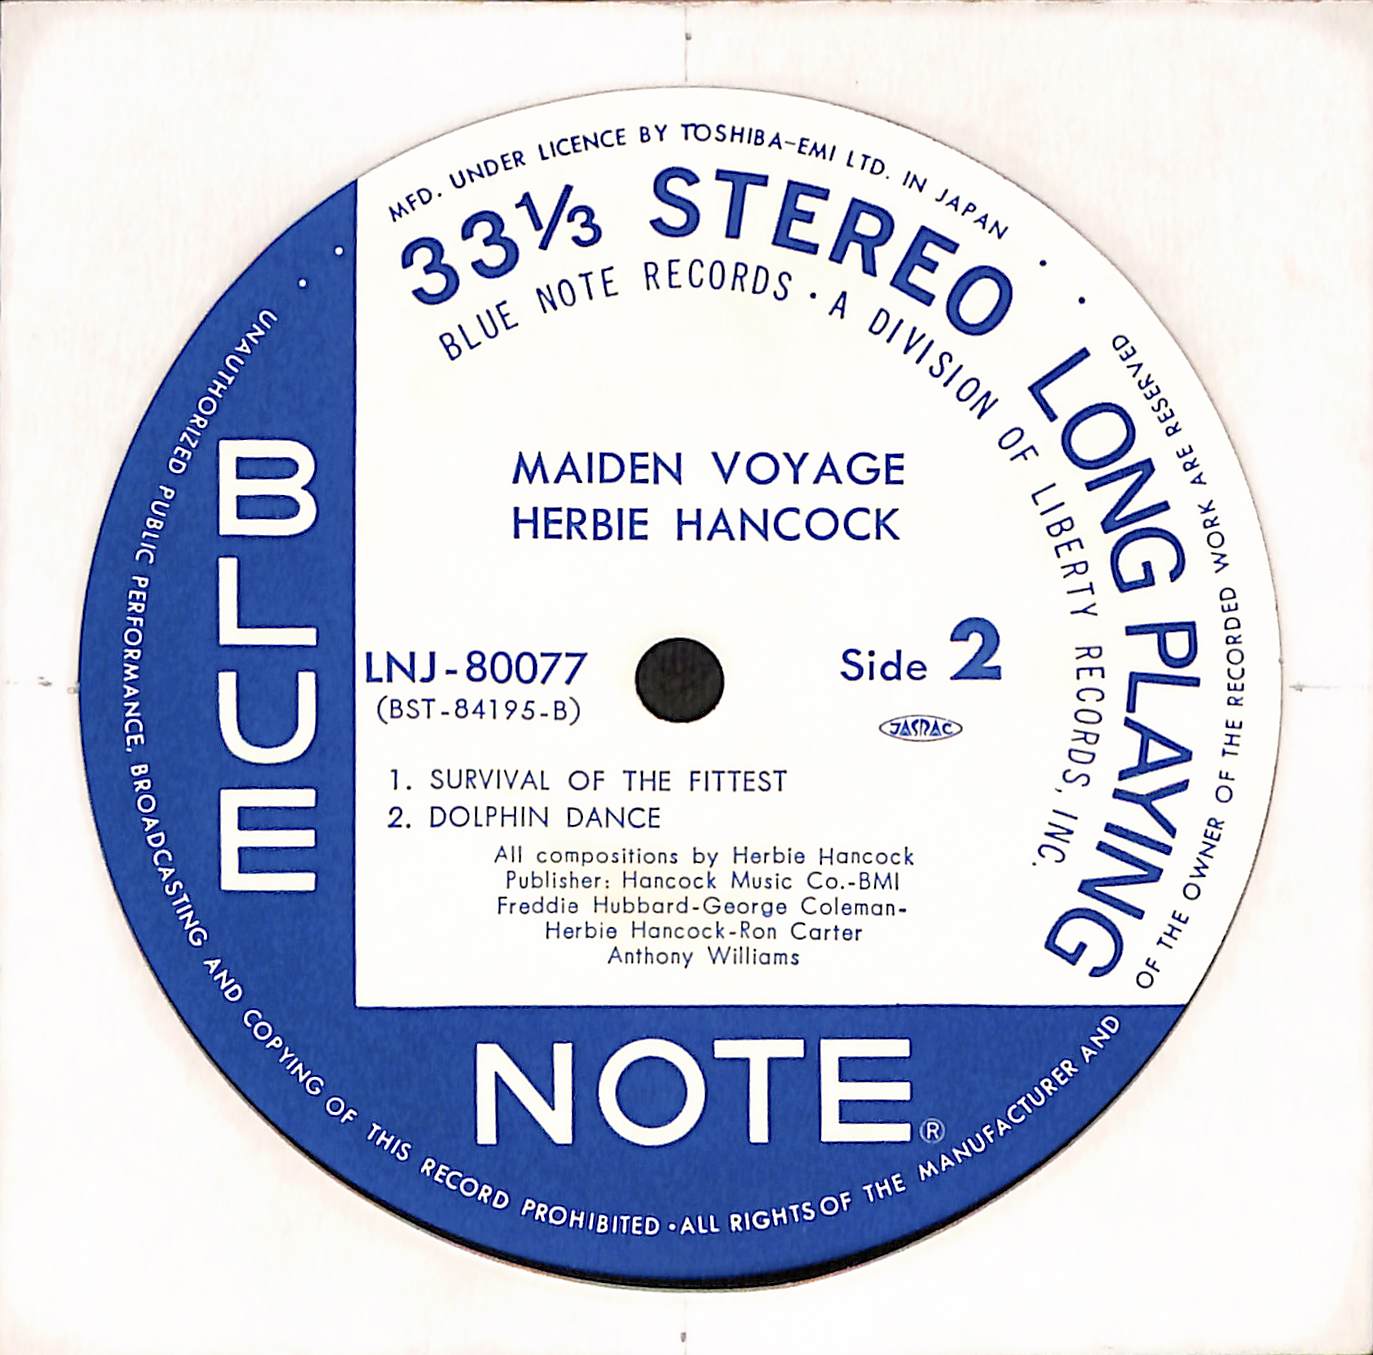 MFD. UNDER LICENCE BY TOSHIBA-EMI LTD. IN JAPAN
33⅓ STEREO LONG PLAYING
BLUE NOTE RECORDS · A DIVISION OF LIBERTY RECORDS, INC.
MAIDEN VOYAGE
HERBIE HANCOCK
LNJ-80077
(BST-84195-B)
Side 2
JASRAC
1. SURVIVAL OF THE FITTEST
2. DOLPHIN DANCE
All compositions by Herbie Hancock
Publisher: Hancock Music Co.-BMI
Freddie Hubbard-George Coleman-
Herbie Hancock-Ron Carter
Anthony Williams
BLUE
NOTE®
UNAUTHORIZED PUBLIC PERFORMANCE, BROADCASTING AND COPYING OF THIS RECORD PROHIBITED · ALL RIGHTS OF THE MANUFACTURER AND OF THE OWNER OF THE RECORDED WORK ARE RESERVED